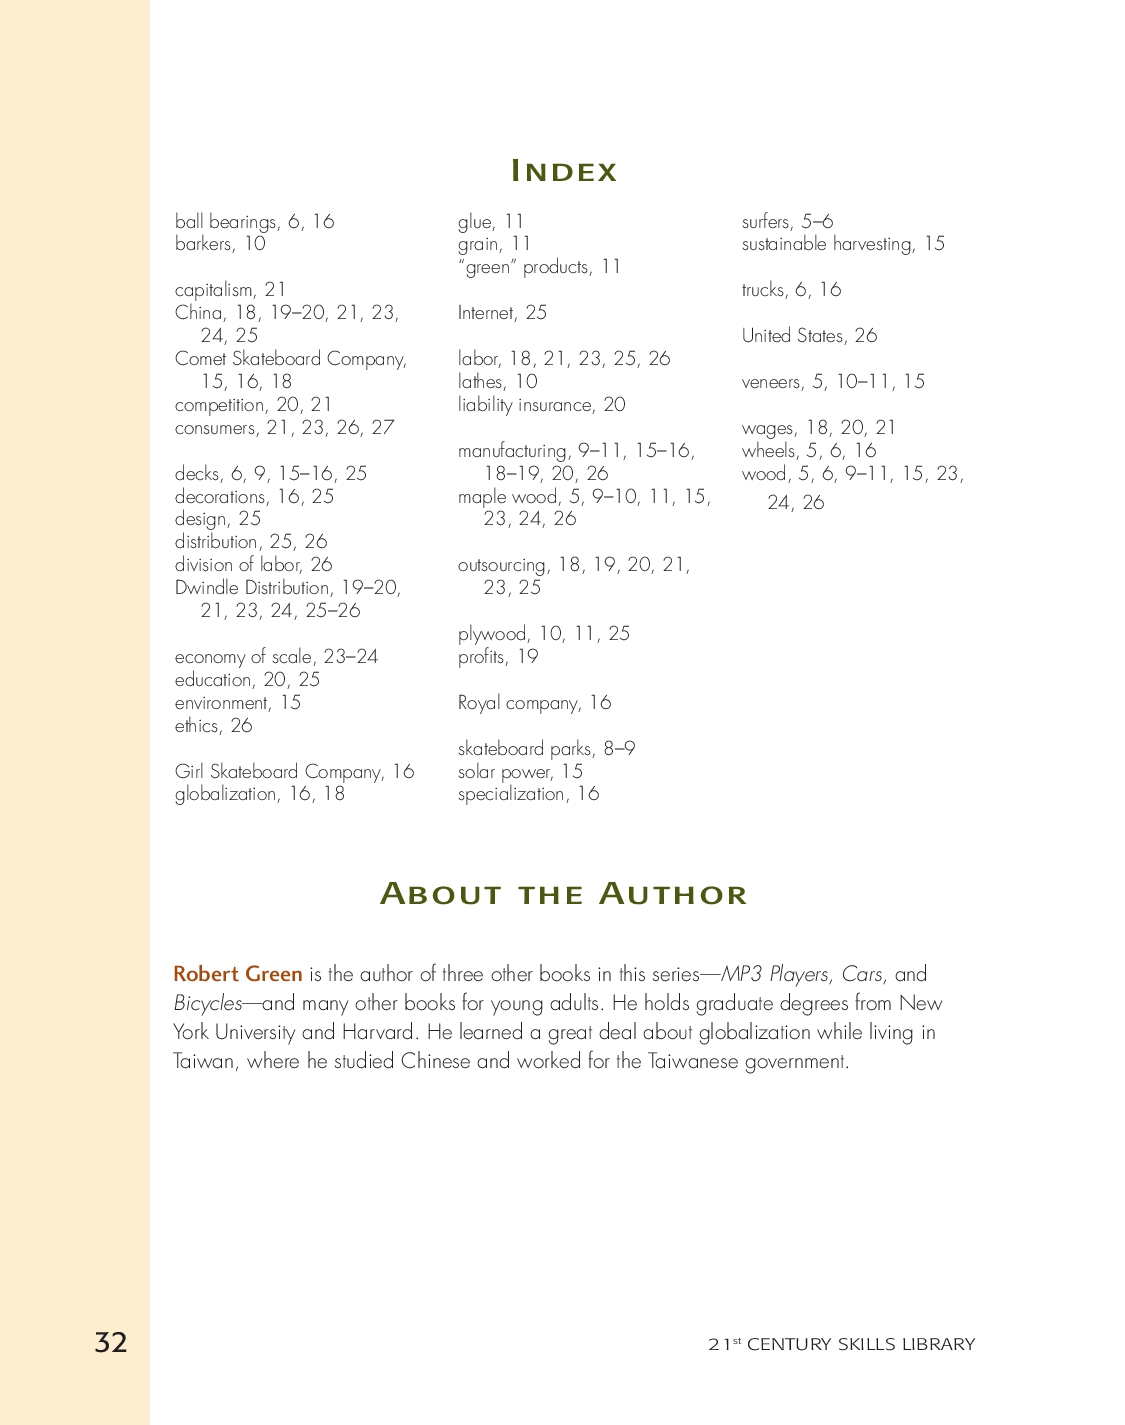 INDEX
ball bearings, 6, 16
barkers, 10
capitalism, 21
China, 18, 19–20, 21, 23,
24, 25
Comet Skateboard Company,
15, 16, 18
competition, 20, 21
consumers, 21, 23, 26, 27
decks, 6, 9, 15–16, 25
decorations, 16, 25
design, 25
distribution, 25, 26
division of labor, 26
Dwindle Distribution, 19–20,
21, 23, 24, 25–26
economy of scale, 23–24
education, 20, 25
environment, 15
ethics, 26
Girl Skateboard Company, 16
globalization, 16, 18
glue, 11
grain, 11
“green” products, 11
Internet, 25
labor, 18, 21, 23, 25, 26
lathes, 10
liability insurance, 20
manufacturing, 9–11, 15–16,
18–19, 20, 26
maple wood, 5, 9–10, 11, 15,
23, 24, 26
outsourcing, 18, 19, 20, 21,
23, 25
plywood, 10, 11, 25
profits, 19
Royal company, 16
skateboard parks, 8–9
solar power, 15
specialization, 16
surfers, 5–6
sustainable harvesting, 15
trucks, 6, 16
United States, 26
veneers, 5, 10–11, 15
wages, 18, 20, 21
wheels, 5, 6, 16
wood, 5, 6, 9–11, 15, 23,
24, 26
ABOUT THE AUTHOR
Robert Green is the author of three other books in this series—MP3 Players, Cars, and
Bicycles—and many other books for young adults. He holds graduate degrees from New
York University and Harvard. He learned a great deal about globalization while living in
Taiwan, where he studied Chinese and worked for the Taiwanese government.
32
21st CENTURY SKILLS LIBRARY